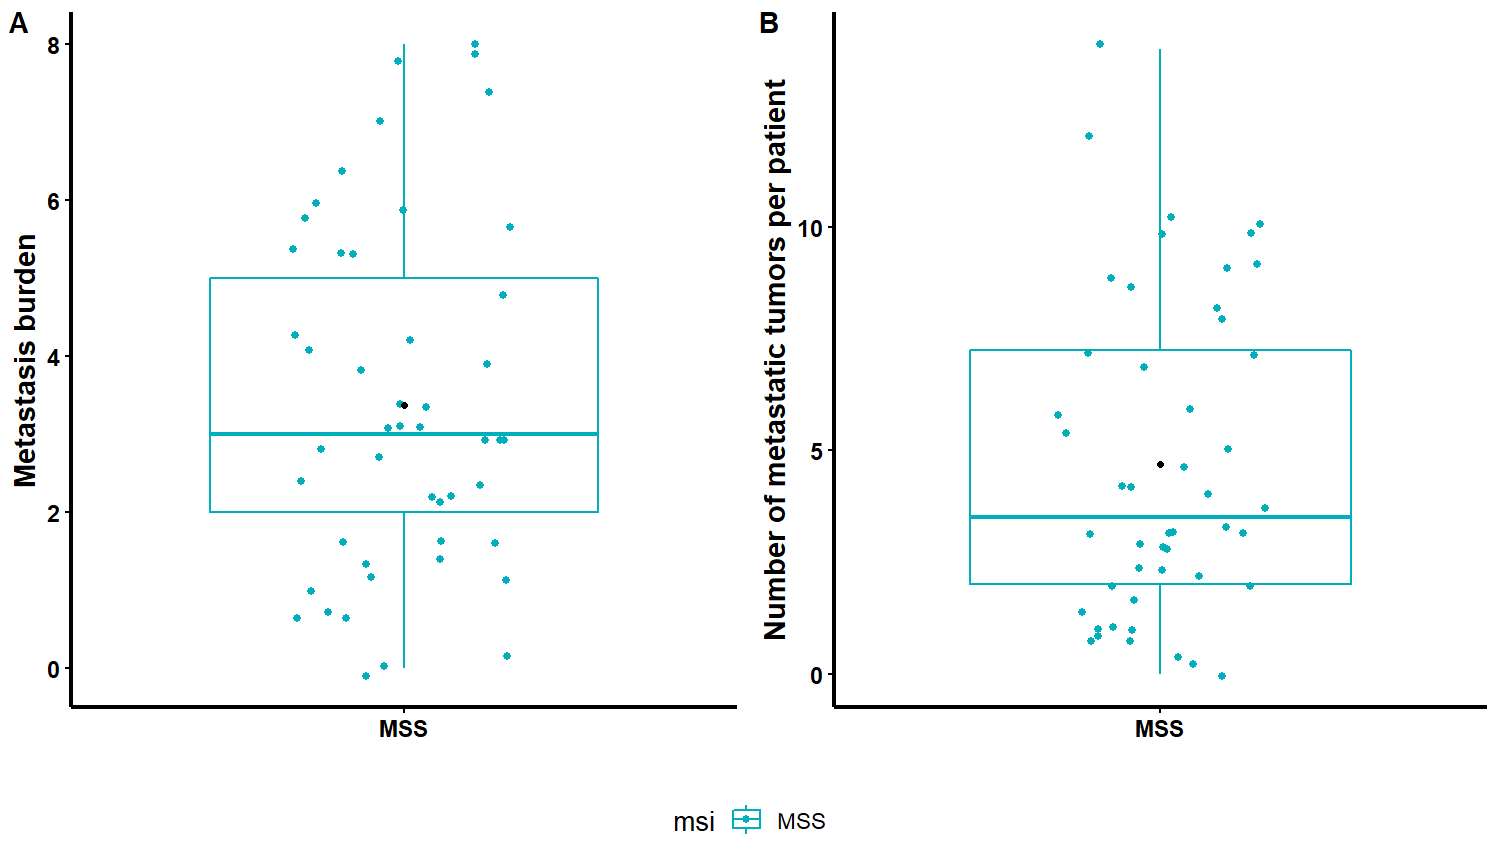 A
Metastasis burden
8
6
4
2
0
MSS
B
Number of metastatic tumors per patient
10
5
0
MSS
msi MSS